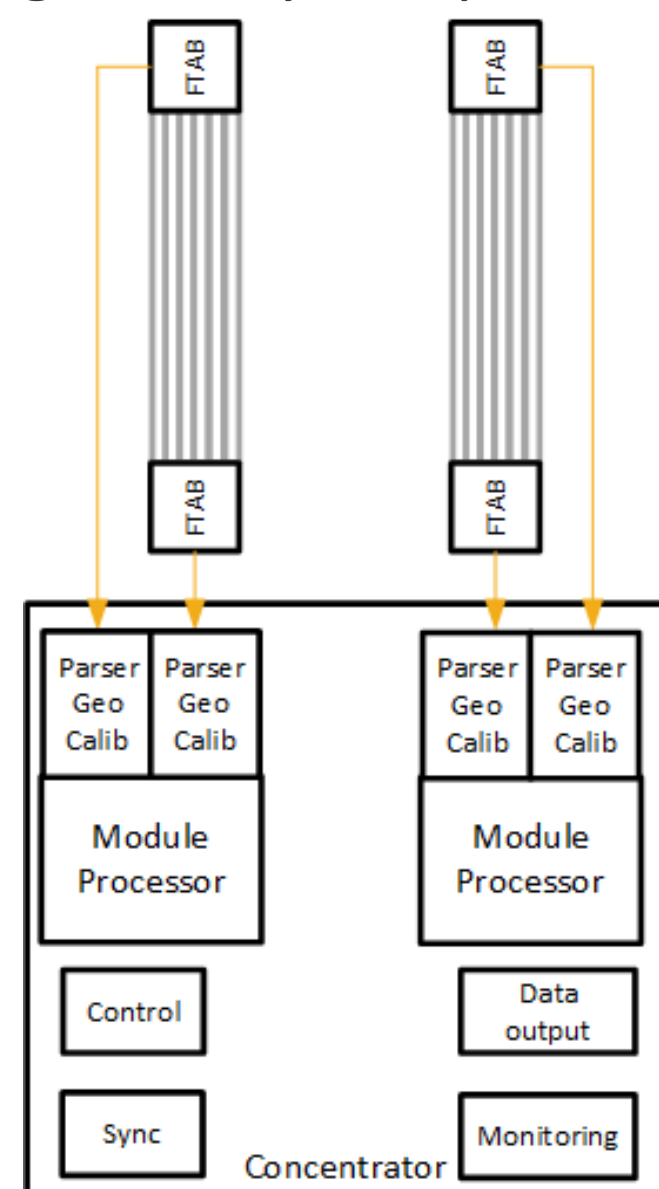 FTAB
FTAB
FTAB
FTAB
Parser
Geo
Calib
Parser
Geo
Calib
Parser
Geo
Calib
Parser
Geo
Calib
Module
Processor
Module
Processor
Control
Data
output
Sync
Monitoring
Concentrator